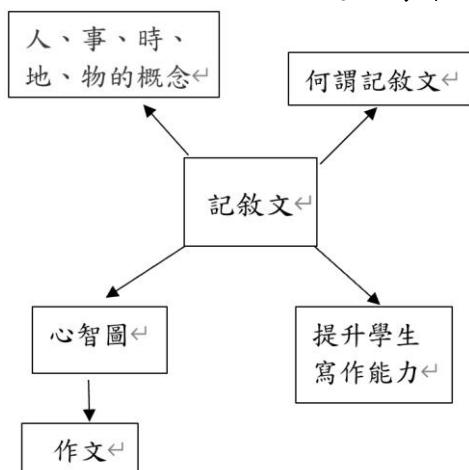 人、事、時、
地、物的概念↵
何謂記敘文↵
記敘文↵
心智圖↵
提升學生
寫作能力↵
作文↵